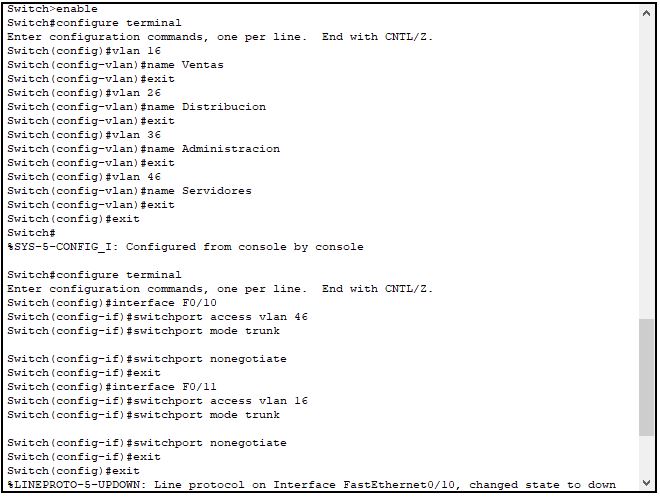 Switch>enable
Switch#configure terminal
Enter configuration commands, one per line.  End with CNTL/Z.
Switch(config)#vlan 16
Switch(config-vlan)#name Ventas
Switch(config-vlan)#exit
Switch(config)#vlan 26
Switch(config-vlan)#name Distribucion
Switch(config-vlan)#exit
Switch(config)#vlan 36
Switch(config-vlan)#name Administracion
Switch(config-vlan)#exit
Switch(config)#vlan 46
Switch(config-vlan)#name Servidores
Switch(config-vlan)#exit
Switch(config)#exit
Switch#
%SYS-5-CONFIG_I: Configured from console by console
Switch#configure terminal
Enter configuration commands, one per line.  End with CNTL/Z.
Switch(config)#interface F0/10
Switch(config-if)#switchport access vlan 46
Switch(config-if)#switchport mode trunk
Switch(config-if)#switchport nonegotiate
Switch(config-if)#exit
Switch(config)#interface F0/11
Switch(config-if)#switchport access vlan 16
Switch(config-if)#switchport mode trunk
Switch(config-if)#switchport nonegotiate
Switch(config-if)#exit
Switch(config)#exit
%LINEPROTO-5-UPDOWN: Line protocol on Interface FastEthernet0/10, changed state to down